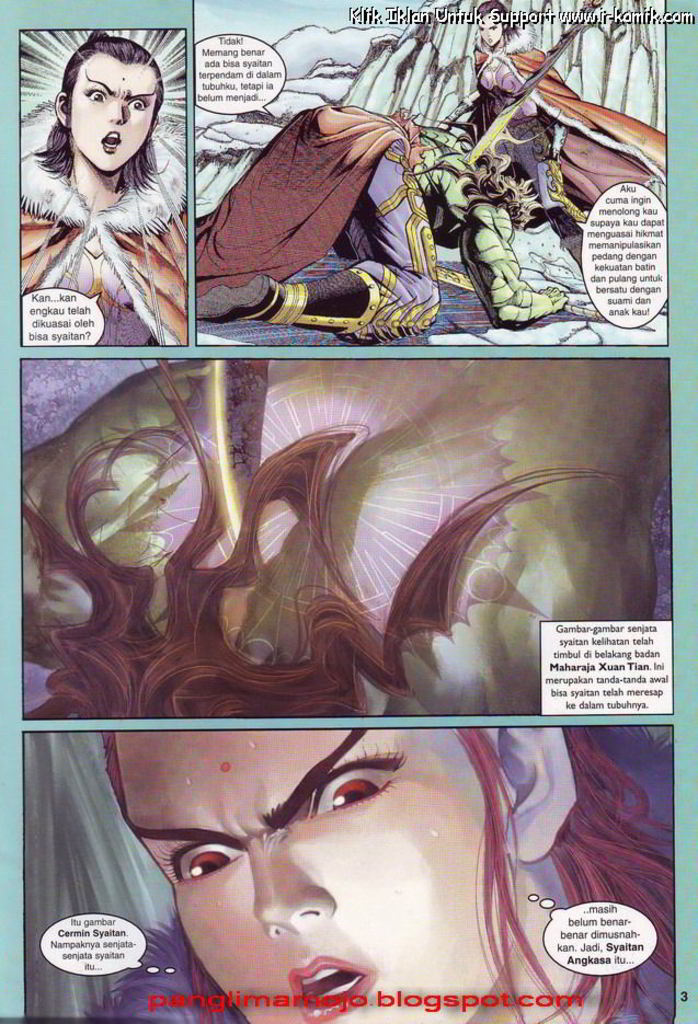 Klik Iklan Untuk Support www.i-komik.com
Kan...kan
engkau telah
dikuasai oleh
bisa syaitan?
Tidak!
Memang benar
ada bisa syaitan
terpendam di dalam
tubuhku, tetapi ia
belum menjadi...
Aku
cuma ingin
menolong kau
supaya kau dapat
menguasai hikmat
memanipulasikan
pedang dengan
kekuatan batin
dan pulang untuk
bersatu dengan
suami dan
anak kau!
Gambar-gambar senjata
syaitan kelihatan telah
timbul di belakang badan
Maharaja Xuan Tian. Ini
merupakan tanda-tanda awal
bisa syaitan telah meresap
ke dalam tubuhnya.
Itu gambar
Cermin Syaitan.
Nampaknya senjata-
senjata syaitan
itu...
..masih
belum benar-
benar dimusnah-
kan. Jadi, Syaitan
Angkasa itu...
panglimamojo.blogspot.com
3